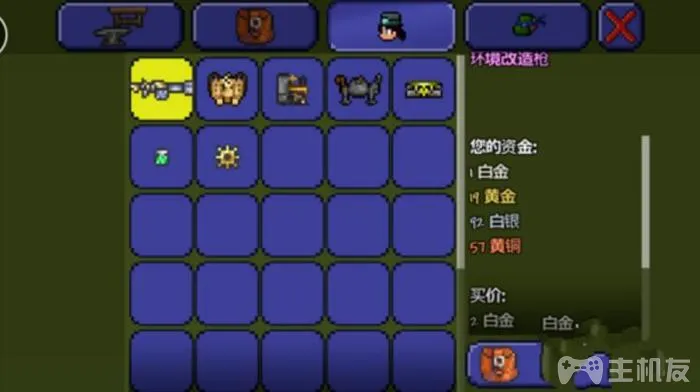 环境改造枪
您的资金:
1 白金
19 黄金
92 白银
57 黄铜
买价:
2 白金 白金.
主机友